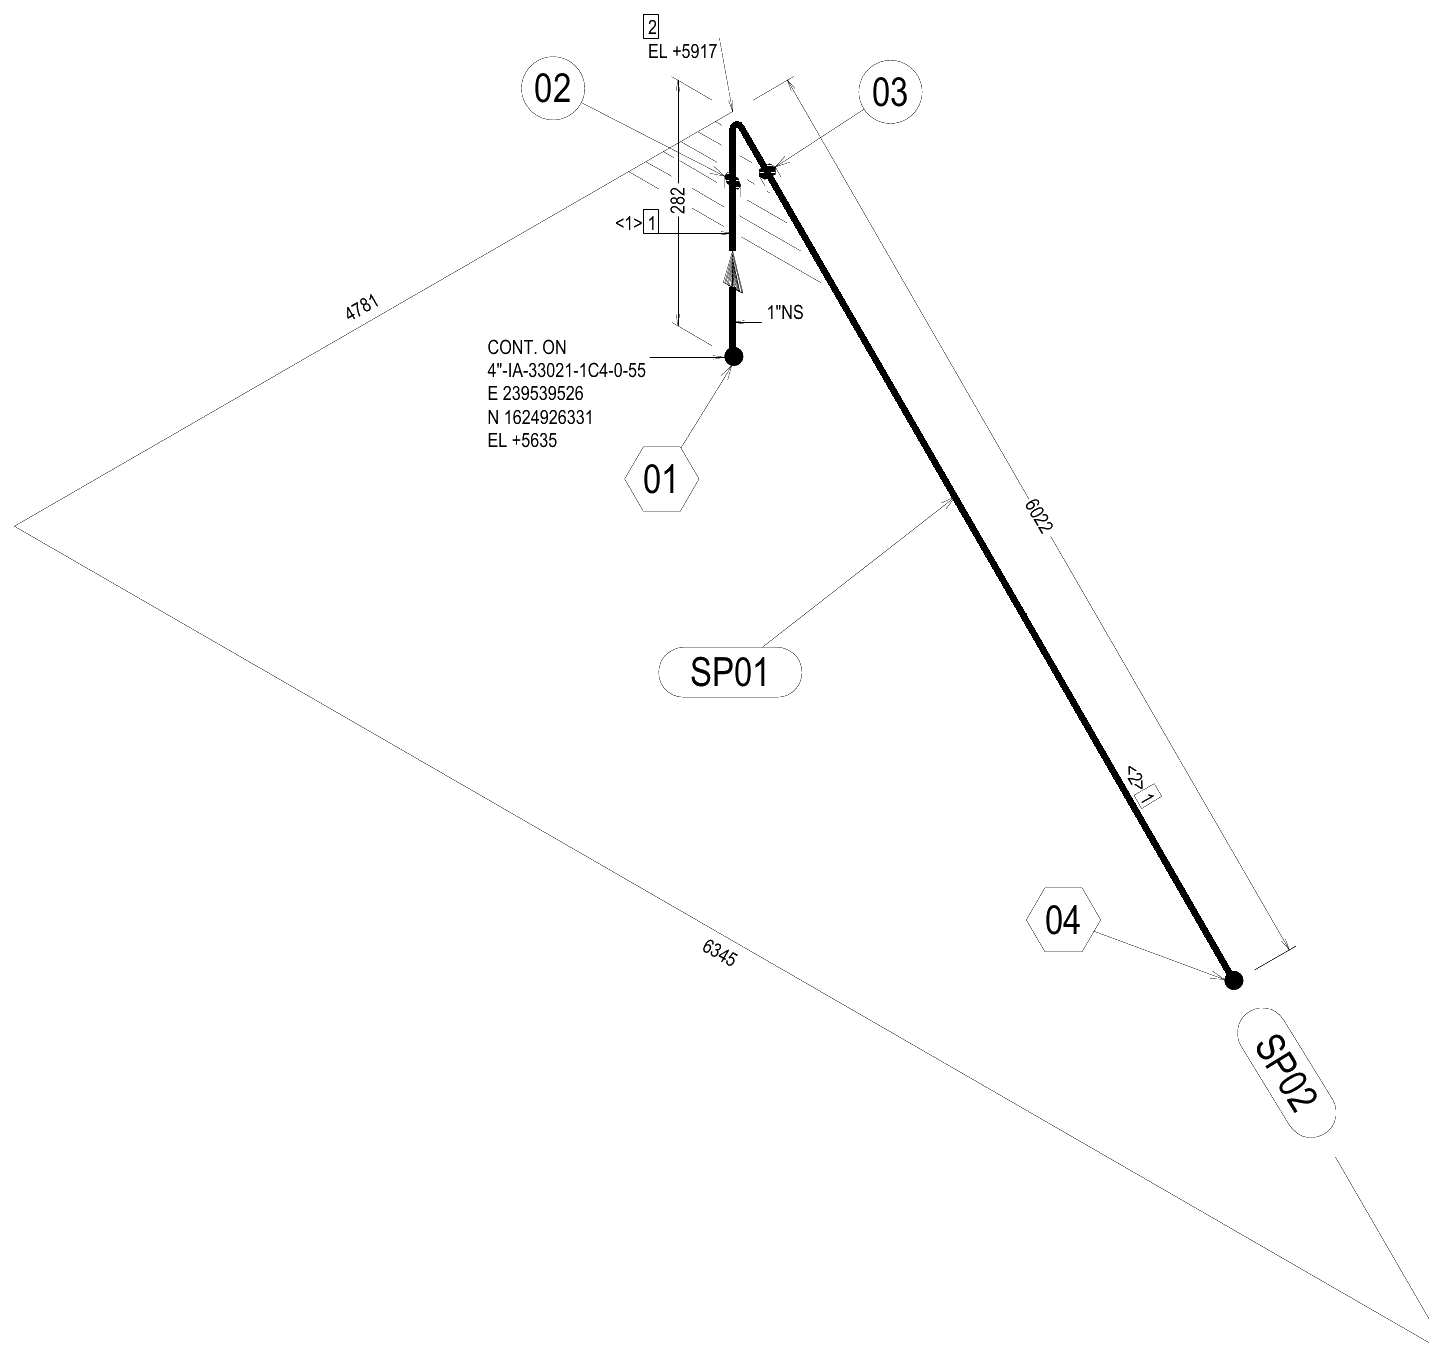 2
EL +5917
02
03
282
<1> 1
4781
1"NS
CONT. ON
4"-IA-33021-1C4-0-55
E 239539526
N 1624926331
EL +5635
01
6022
SP01
<2> 1
04
6345
SP02